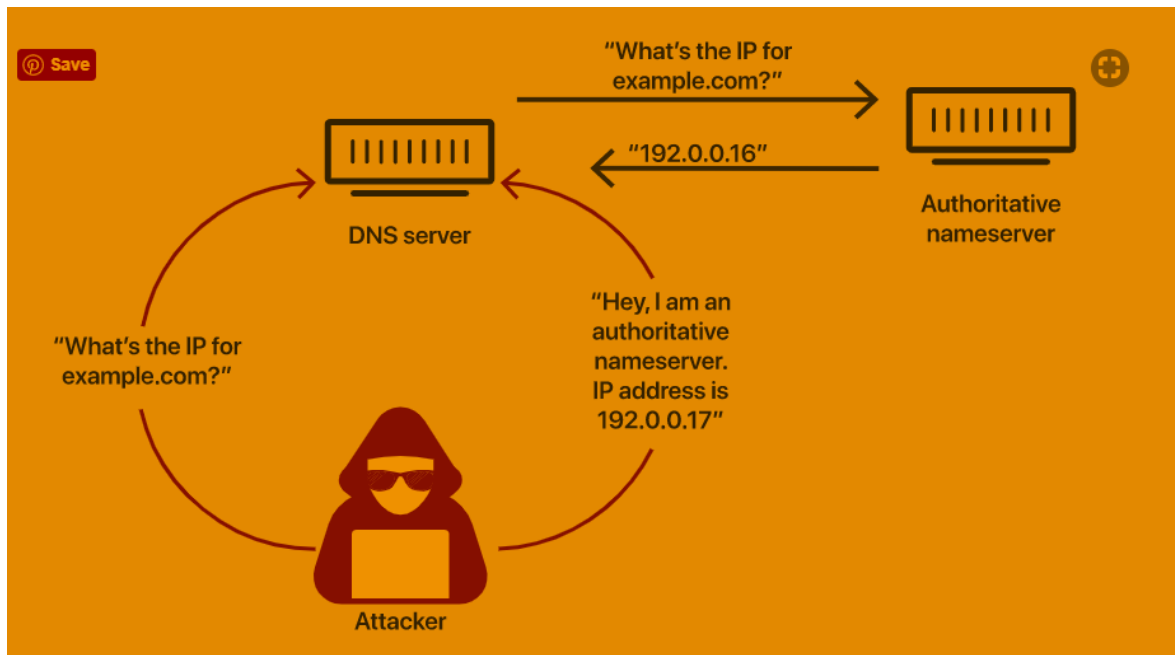 Save
“What’s the IP for
example.com?”
“192.0.0.16”
DNS server
Authoritative
nameserver
“What’s the IP for
example.com?”
“Hey, I am an
authoritative
nameserver.
IP address is
192.0.0.17”
Attacker